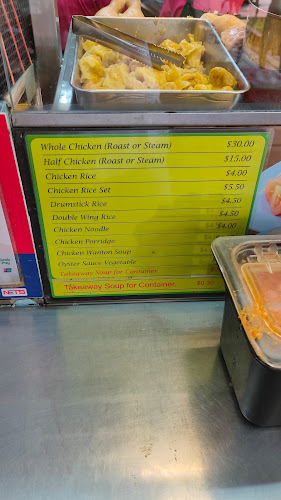 Whole Chicken (Roast or Steam) $30.00
Half Chicken (Roast or Steam) $15.00
Chicken Rice $4.00
Chicken Rice Set $5.50
Drumstick Rice $4.50
Double Wing Rice $4.50
Chicken Noodle $4.00
Chicken Porridge
Chicken Wanton Soup
Oyster Sauce Vegetable
Takeaway Soup for Container
Takeaway Soup for Container $0.30
NETS